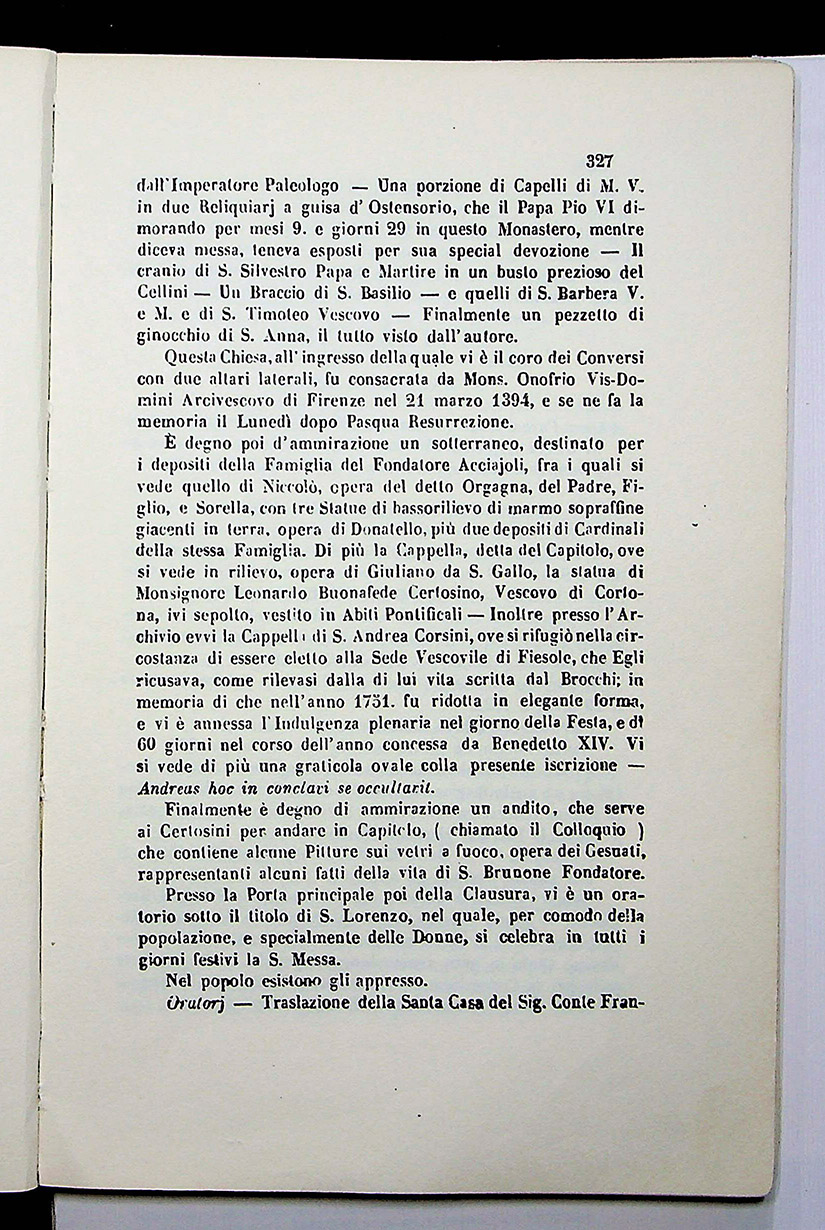 327
dall'Imperatore Paleologo — Una porzione di Capelli di M. V.
in due Reliquiarj a guisa d' Ostensorio, che il Papa Pio VI di-
morando per mesi 9. e giorni 29 in questo Monastero, mentre
diceva messa, teneva esposti per sua special devozione — Il
cranio di S. Silvestro Papa e Martire in un busto prezioso del
Cellini — Un Braccio di S. Basilio — e quelli di S. Barbera V.
e M. e di S. Timoteo Vescovo — Finalmente un pezzetto di
ginocchio di S. Anna, il tutto visto dall'autore.
Questa Chiesa, all' ingresso della quale vi è il coro dei Conversi
con due altari laterali, fu consacrata da Mons. Onofrio Vis-Do-
mini Arcivescovo di Firenze nel 21 marzo 1394, e se ne fa la
memoria il Lunedì dopo Pasqua Resurrezione.
È degno poi d'ammirazione un sotterraneo, destinato per
i depositi della Famiglia del Fondatore Acciajoli, fra i quali si
vede quello di Niccolò, opera del detto Orgagna, del Padre, Fi-
glio, e Sorella, con tre Statue di bassorilievo di marmo sopraffine
giacenti in terra, opera di Donatello, più due depositi di Cardinali
della stessa Famiglia. Di più la Cappella, detta del Capitolo, ove
si vede in rilievo, opera di Giuliano da S. Gallo, la statua di
Monsignore Leonardo Buonafede Certosino, Vescovo di Corto-
na, ivi sepolto, vestito in Abiti Pontificali — Inoltre presso l'Ar-
chivio evvi la Cappella di S. Andrea Corsini, ove si rifugiò nella cir-
costanza di essere eletto alla Sede Vescovile di Fiesole, che Egli
ricusava, come rilevasi dalla di lui vita scritta dal Brocchi; in
memoria di che nell'anno 1751. fu ridotta in elegante forma,
e vi è annessa l'Indulgenza plenaria nel giorno della Festa, e di
60 giorni nel corso dell'anno concessa da Benedetto XIV. Vi
si vede di più una graticola ovale colla presente iscrizione —
Andreas hoc in conclavi se occultavit.
Finalmente è degno di ammirazione un andito, che serve
ai Certosini per andare in Capitolo, ( chiamato il Colloquio )
che contiene alcune Pitture sui vetri a fuoco, opera dei Gesuati,
rappresentanti alcuni fatti della vita di S. Brunone Fondatore.
Presso la Porta principale poi della Clausura, vi è un ora-
torio sotto il titolo di S. Lorenzo, nel quale, per comodo della
popolazione, e specialmente delle Donne, si celebra in tutti i
giorni festivi la S. Messa.
Nel popolo esistono gli appresso.
Oratorj — Traslazione della Santa Casa del Sig. Conte Fran-